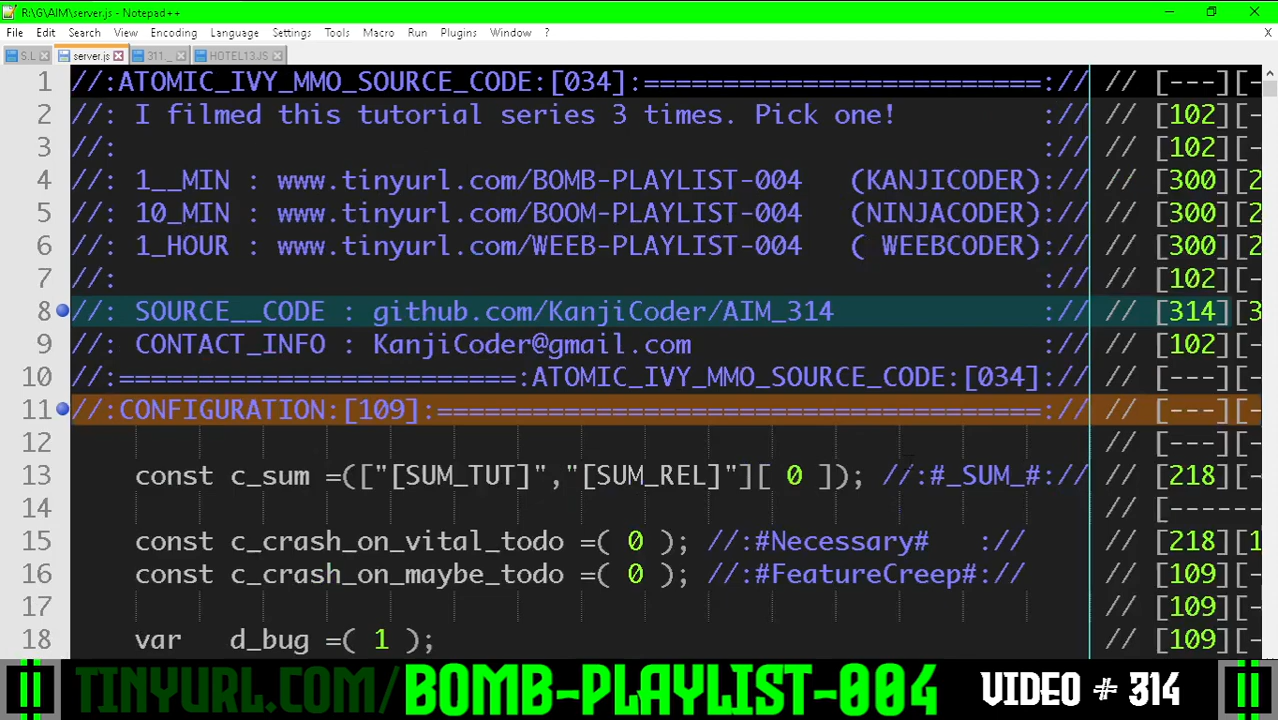 R:\G\AIM\server.js - Notepad++
File Edit Search View Encoding Language Settings Tools Macro Run Plugins Window ? X
S.L server.js 311._ HOTEL13.JS
1 //:ATOMIC_IVY_MMO_SOURCE_CODE:[034]:==========================:// // [---][-
2 //: I filmed this tutorial series 3 times. Pick one! :// // [102][-
3 //: :// // [102][-
4 //: 1__MIN : www.tinyurl.com/BOMB-PLAYLIST-004 (KANJICODER):// // [300][2
5 //: 10_MIN : www.tinyurl.com/BOOM-PLAYLIST-004 (NINJACODER):// // [300][2
6 //: 1_HOUR : www.tinyurl.com/WEEB-PLAYLIST-004 ( WEEBCODER):// // [300][2
7 //: :// // [102][-
8 //: SOURCE__CODE : github.com/KanjiCoder/AIM_314 :// // [314][3
9 //: CONTACT_INFO : KanjiCoder@gmail.com :// // [102][-
10 //:=========================:ATOMIC_IVY_MMO_SOURCE_CODE:[034]:// // [---][-
11 //:CONFIGURATION:[109]:======================================:// // [---][-
12 // [---][-
13 const c_sum =(["[SUM_TUT]","[SUM_REL]"][ 0 ]); //:#_SUM_#:// // [218][-
14 // [------
15 const c_crash_on_vital_todo =( 0 ); //:#Necessary# :// // [218][1
16 const c_crash_on_maybe_todo =( 0 ); //:#FeatureCreep#:// // [109][-
17 // [109][-
18 var d_bug =( 1 ); // [109][-
TINYURL.COM/BOMB-PLAYLIST-004 VIDEO # 314